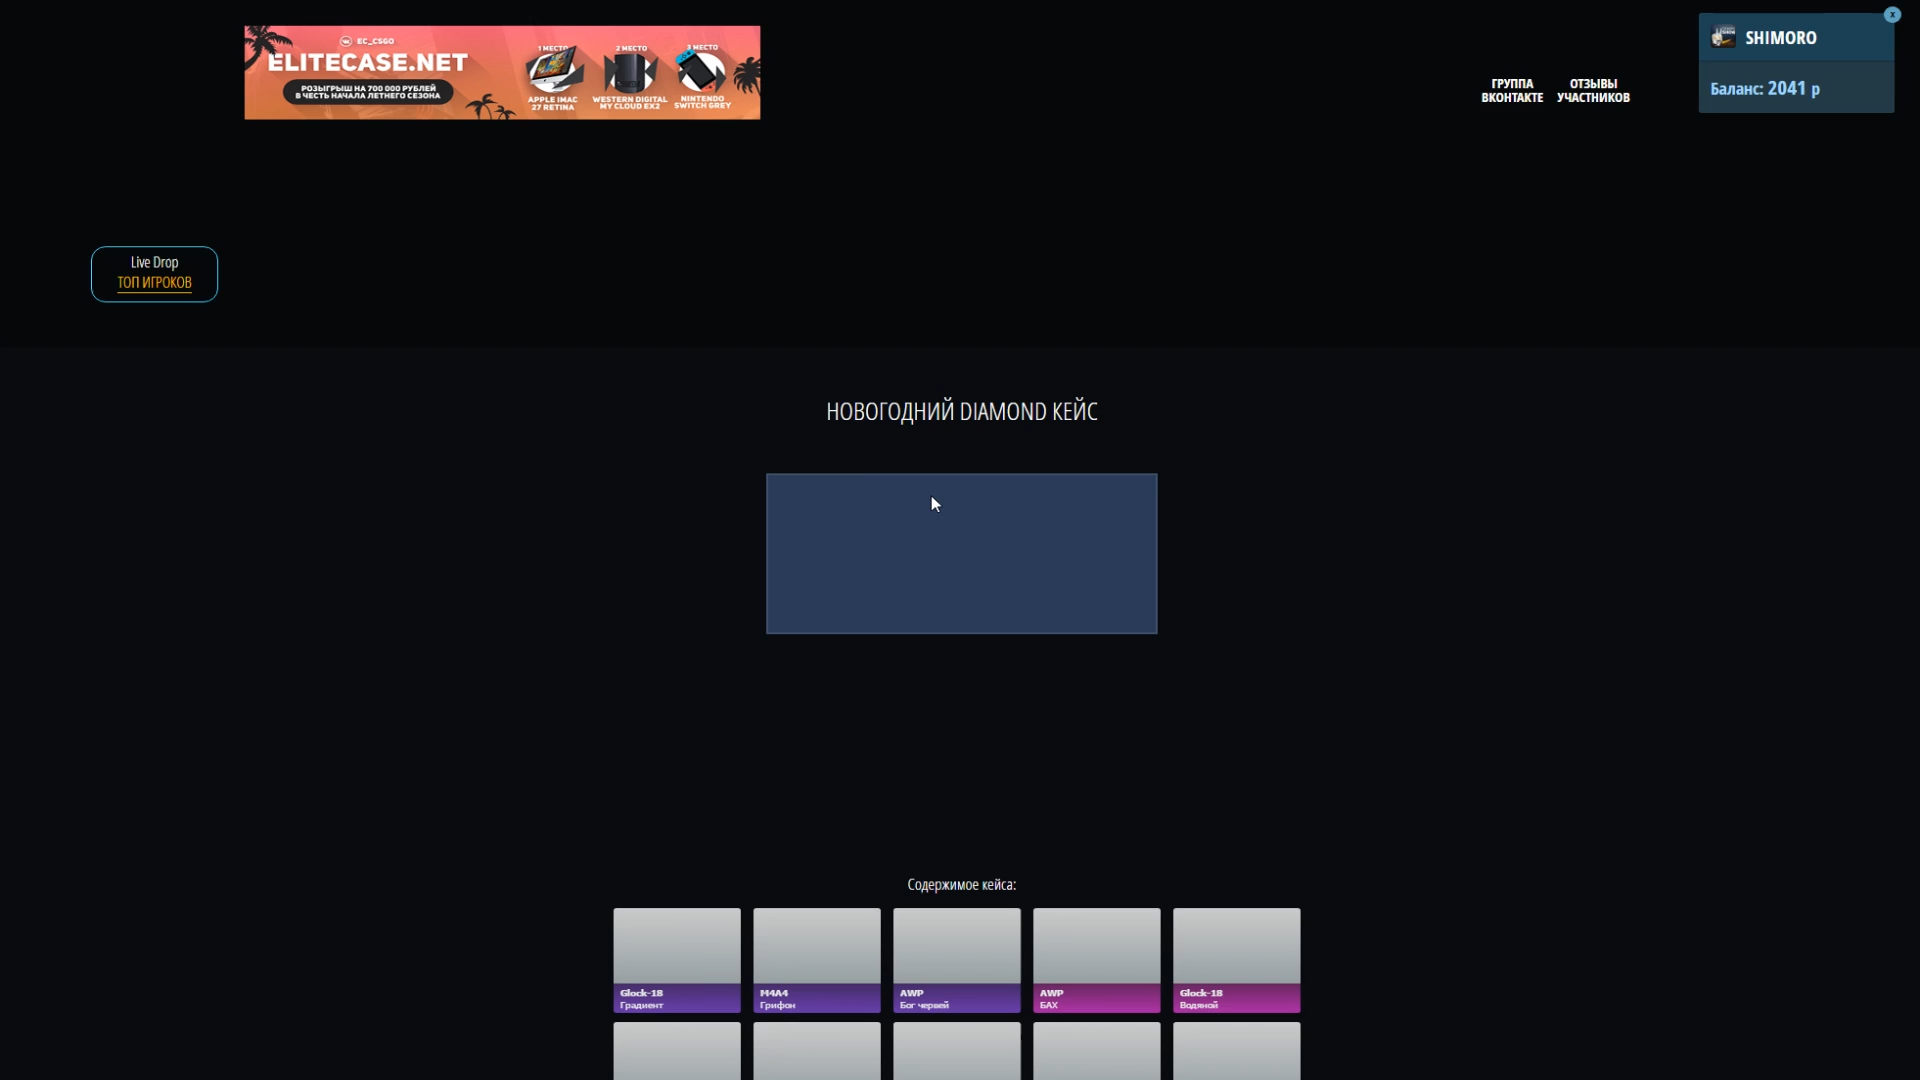 EC_CSGO
ELITECASE.NET
РОЗЫГРЫШ НА 700 000 РУБЛЕЙ
В ЧЕСТЬ НАЧАЛА ЛЕТНЕГО СЕЗОНА
1 МЕСТО
2 МЕСТО
3 МЕСТО
APPLE IMAC
27 RETINA
WESTERN DIGITAL
MY CLOUD EX2
NINTENDO
SWITCH GREY
ГРУППА
ВКОНТАКТЕ
ОТЗЫВЫ
УЧАСТНИКОВ
x
SHIMORO
Баланс: 2041 р
Live Drop
ТОП ИГРОКОВ
НОВОГОДНИЙ DIAMOND КЕЙС
Содержимое кейса:
Glock-18
Градиент
M4A4
Грифон
AWP
Бог червей
AWP
БАХ
Glock-18
Водяной